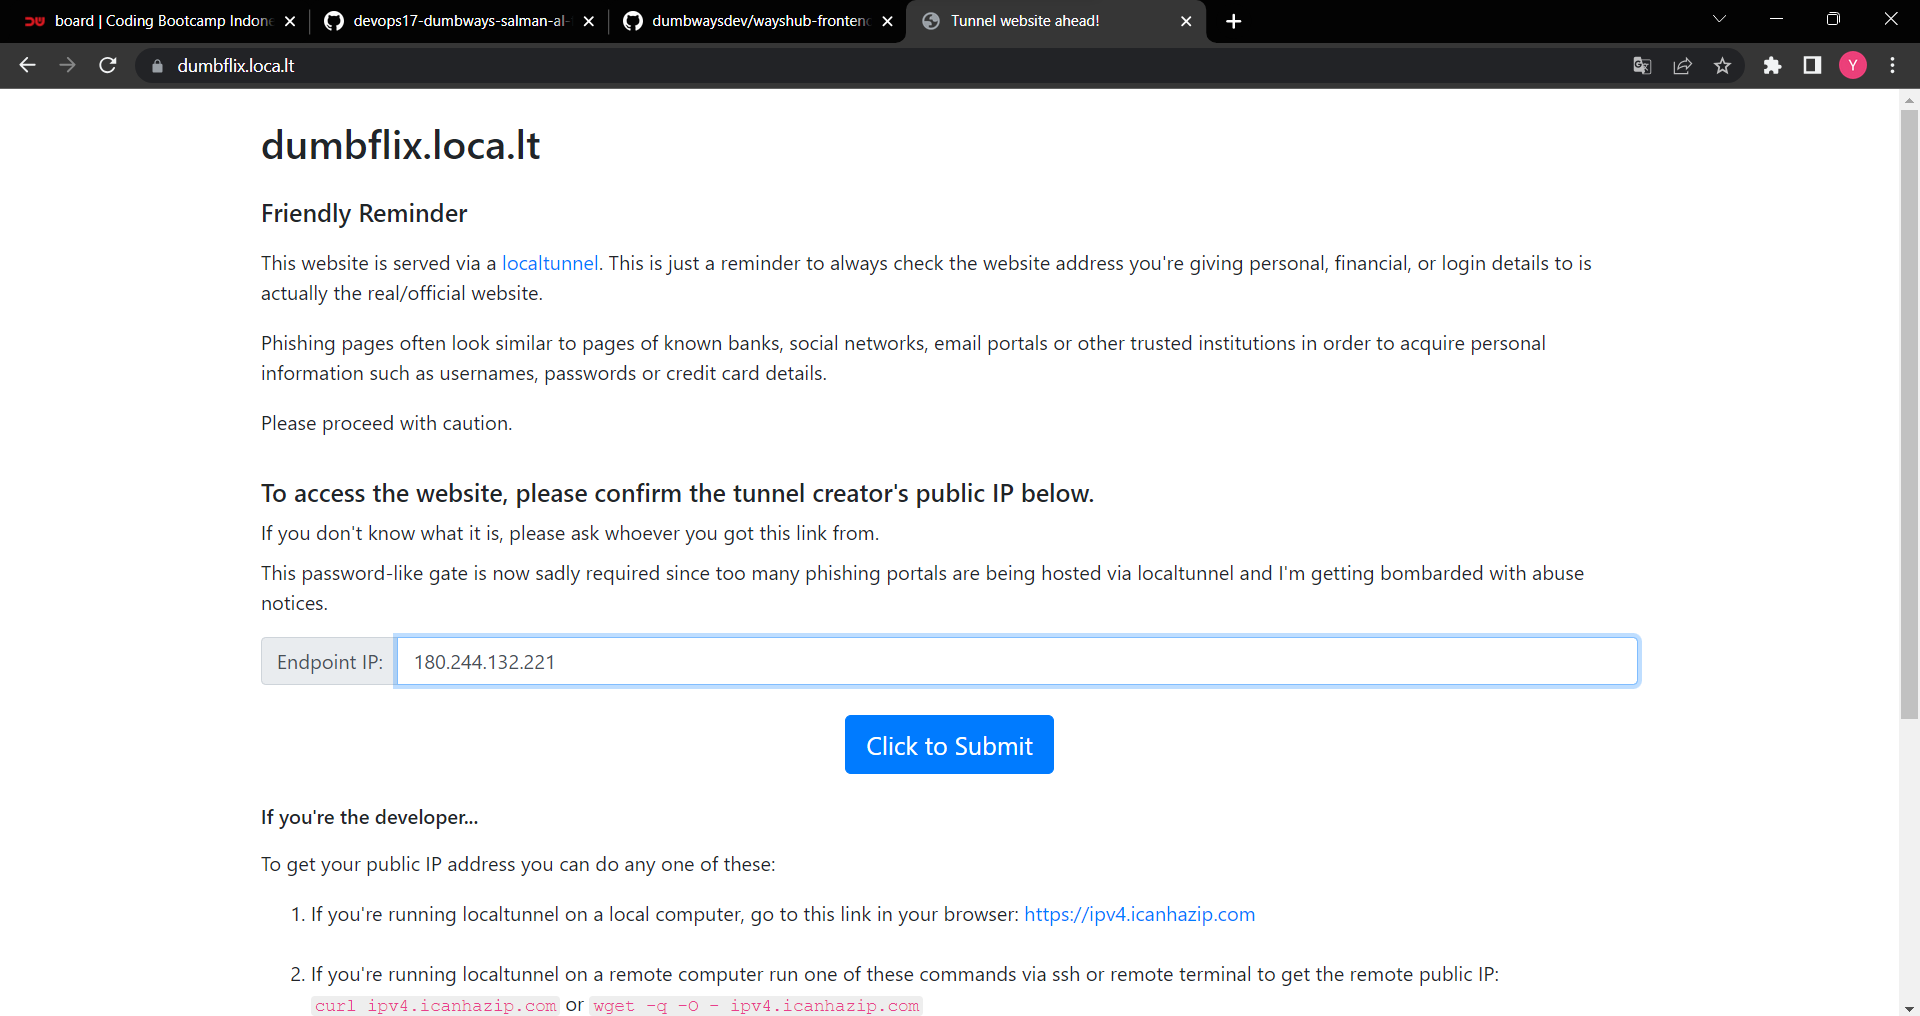 board | Coding Bootcamp Indone
devops17-dumbways-salman-al-
dumbwaysdev/wayshub-fronten
Tunnel website ahead!
dumbflix.loca.lt
Y
dumbflix.loca.lt
Friendly Reminder
This website is served via a localtunnel. This is just a reminder to always check the website address you're giving personal, financial, or login details to is
actually the real/official website.
Phishing pages often look similar to pages of known banks, social networks, email portals or other trusted institutions in order to acquire personal
information such as usernames, passwords or credit card details.
Please proceed with caution.
To access the website, please confirm the tunnel creator's public IP below.
If you don't know what it is, please ask whoever you got this link from.
This password-like gate is now sadly required since too many phishing portals are being hosted via localtunnel and I'm getting bombarded with abuse
notices.
Endpoint IP: 180.244.132.221
Click to Submit
If you're the developer...
To get your public IP address you can do any one of these:
1. If you're running localtunnel on a local computer, go to this link in your browser: https://ipv4.icanhazip.com
2. If you're running localtunnel on a remote computer run one of these commands via ssh or remote terminal to get the remote public IP:
curl ipv4.icanhazip.com or wget -q -O - ipv4.icanhazip.com